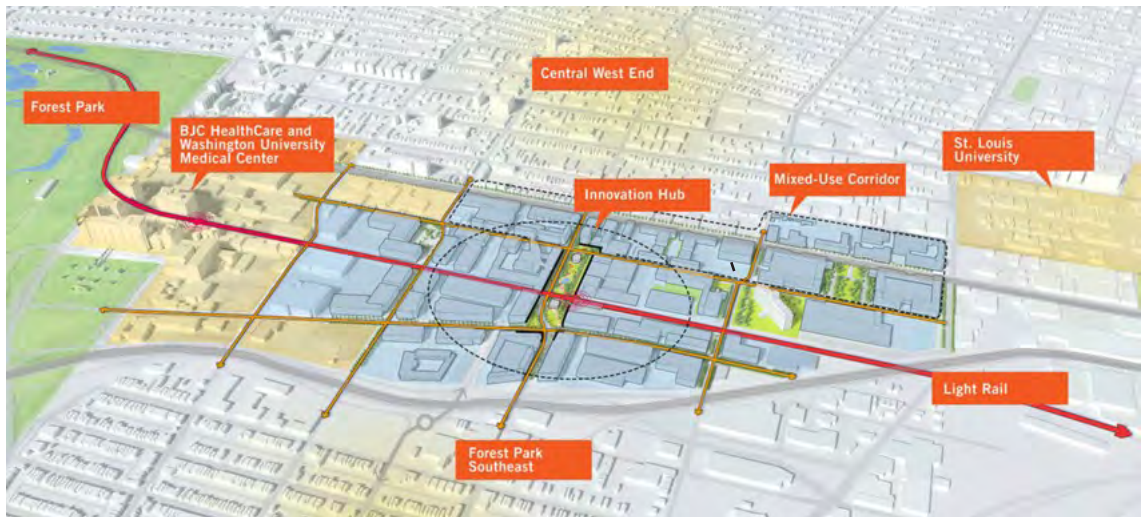 Central West End
Forest Park
BJC HealthCare and
Washington University
Medical Center
St. Louis
University
Mixed-Use Corridor
Innovation Hub
Light Rail
Forest Park
Southeast